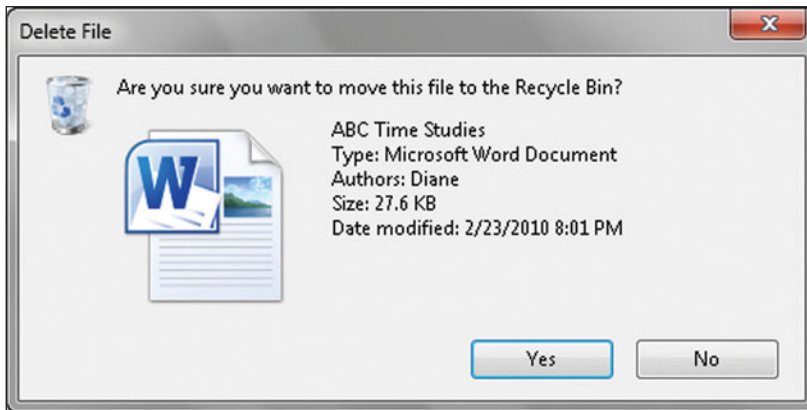 Delete File
Are you sure you want to move this file to the Recycle Bin?
ABC Time Studies
Type: Microsoft Word Document
Authors: Diane
Size: 27.6 KB
Date modified: 2/23/2010 8:01 PM
W
Yes No